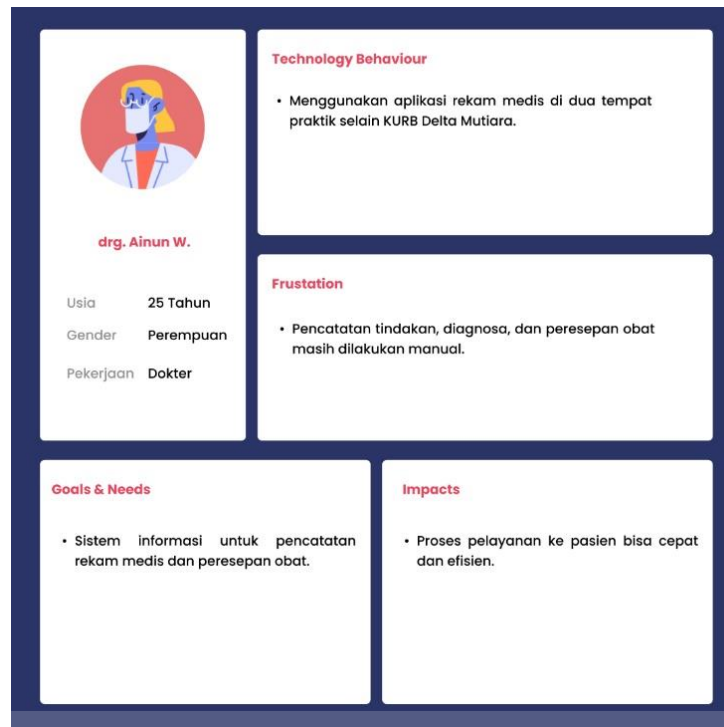 drg. Ainun W.
Usia 25 Tahun
Gender Perempuan
Pekerjaan Dokter
Technology Behaviour
• Menggunakan aplikasi rekam medis di dua tempat
praktik selain KURB Delta Mutiara.
Frustation
• Pencatatan tindakan, diagnosa, dan peresepan obat
masih dilakukan manual.
Goals & Needs
• Sistem informasi untuk pencatatan
rekam medis dan peresepan obat.
Impacts
• Proses pelayanan ke pasien bisa cepat
dan efisien.